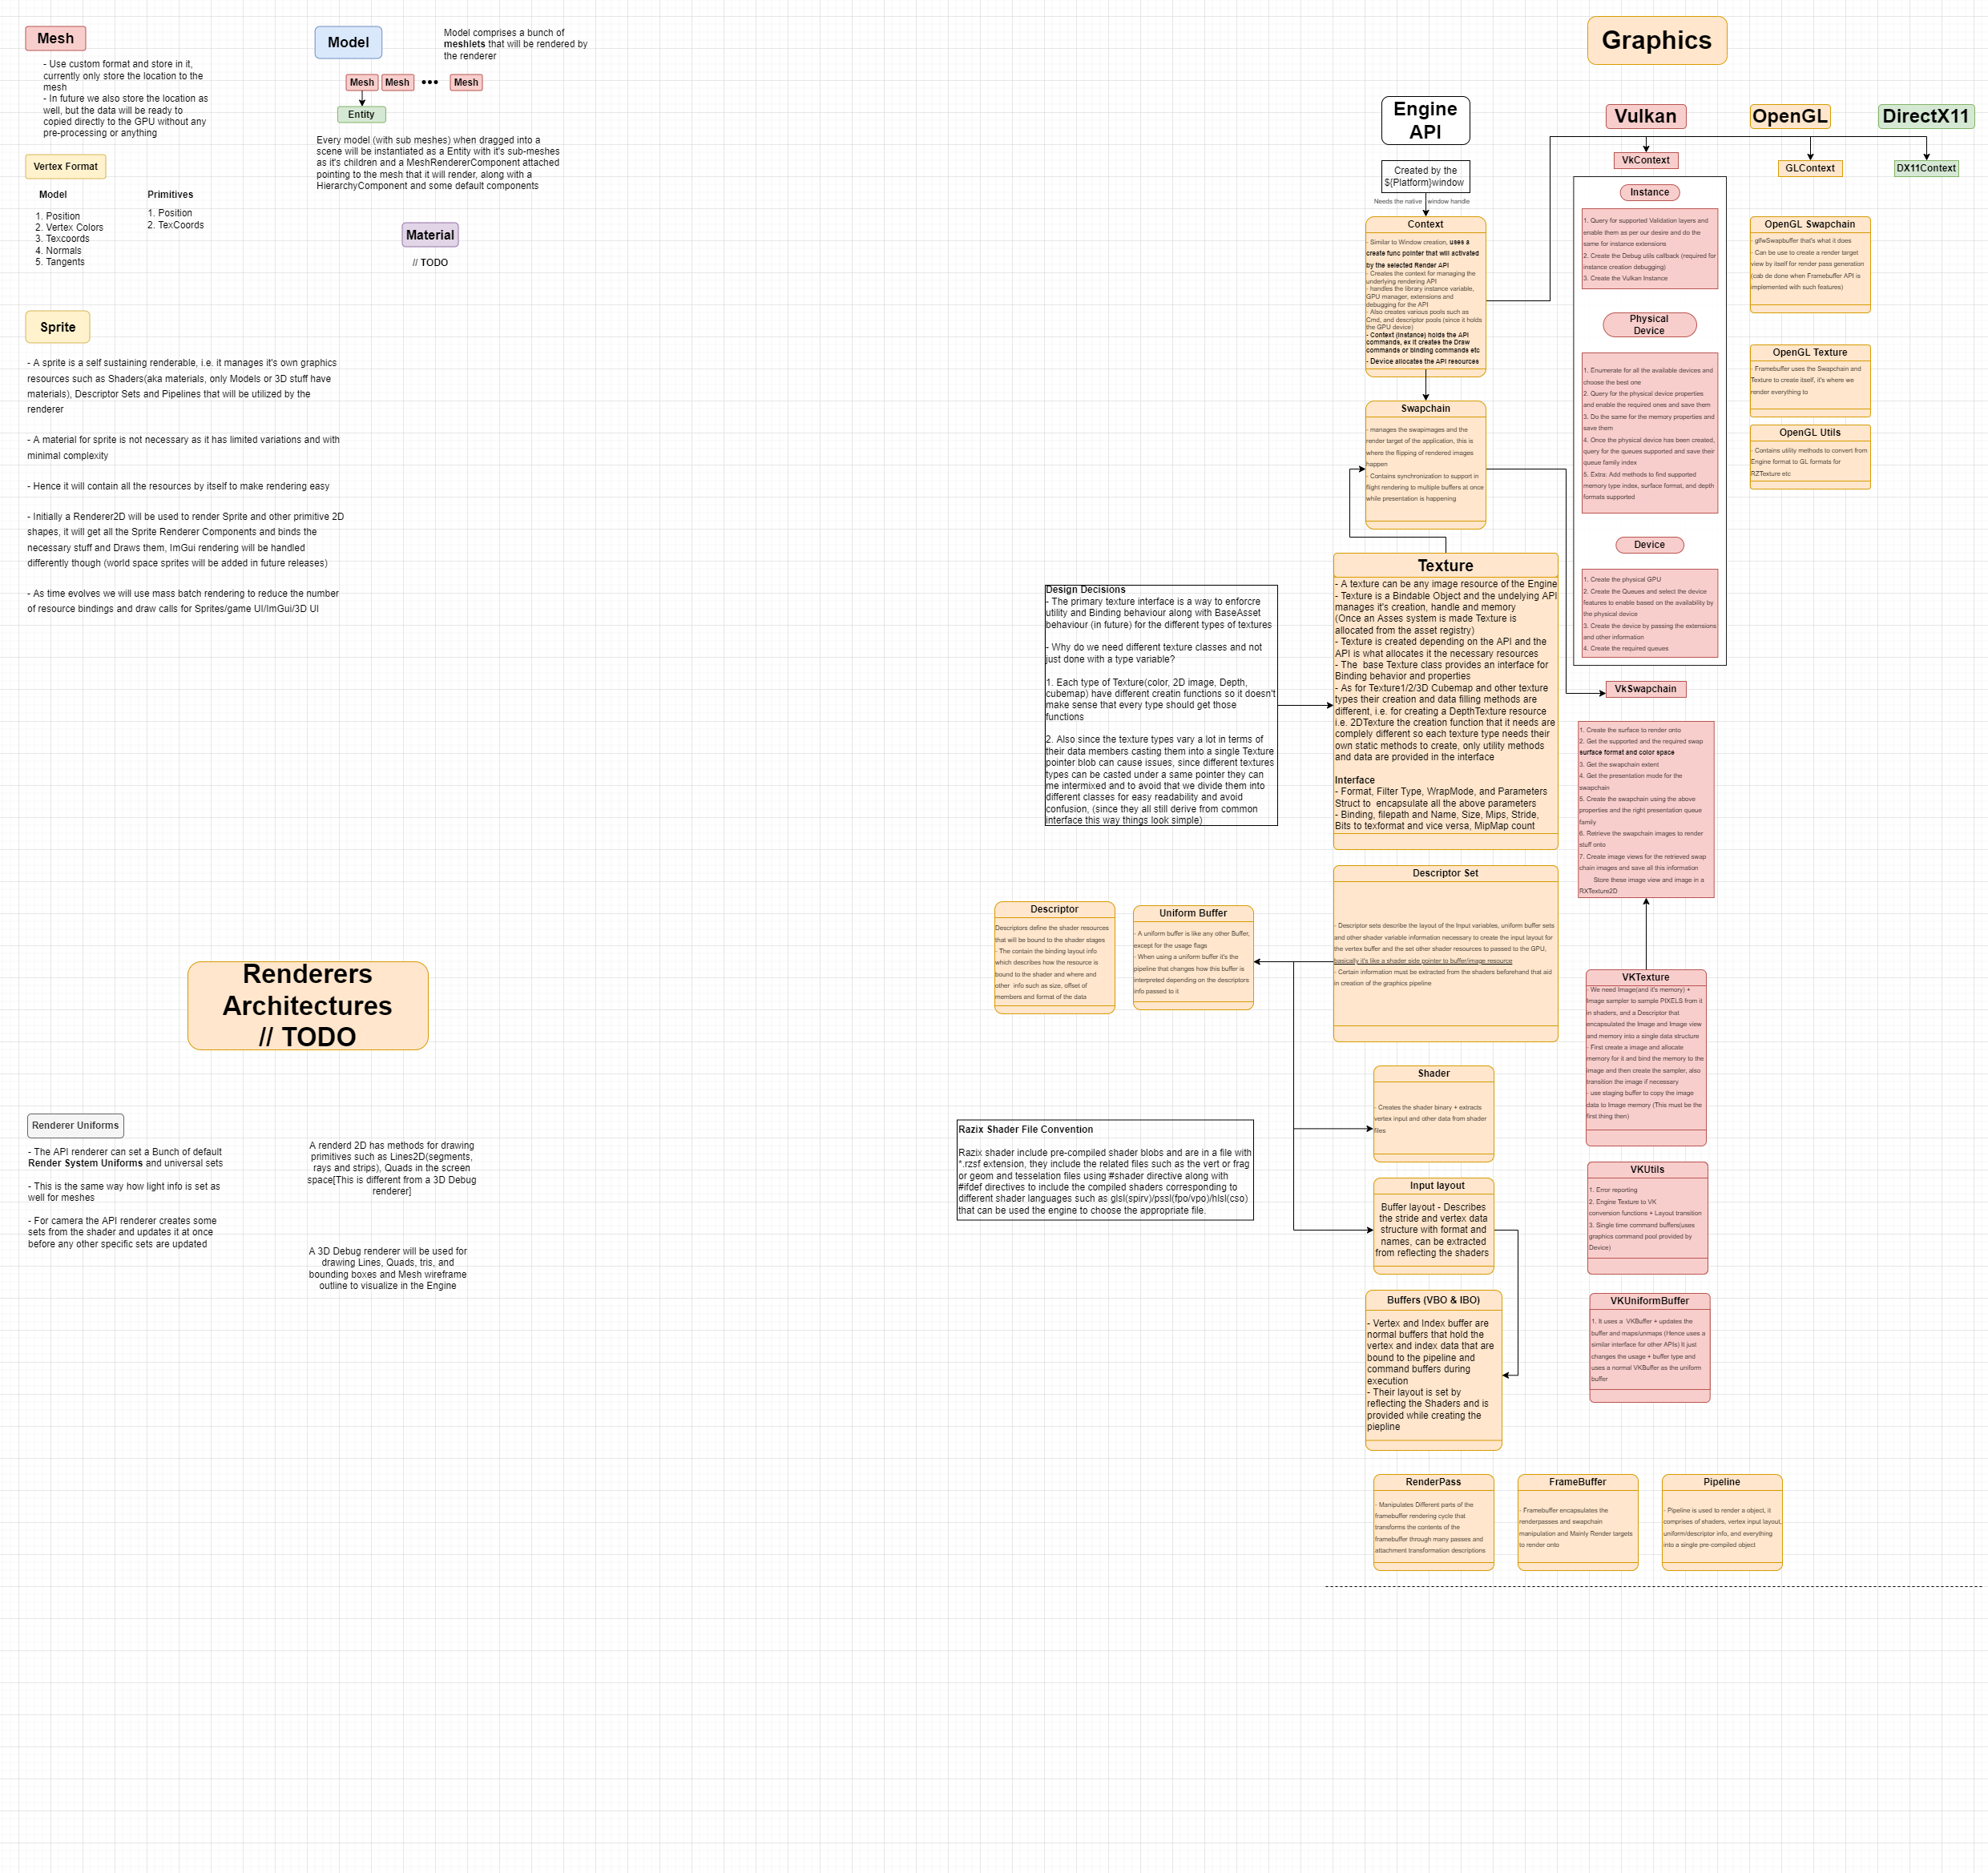 Mesh
- Use custom format and store in it,
currently only store the location to the
mesh
- In future we also store the location as
well, but the data will be ready to
copied directly to the GPU without any
pre-processing or anything
Vertex Format
Model
1. Position
2. Vertex Colors
3. Texcoords
4. Normals
5. Tangents
Primitives
1. Position
2. TexCoords
Model
Model comprises a bunch of
meshlets that will be rendered by
the renderer
Mesh
Mesh
•••
Mesh
Entity
Every model (with sub meshes) when dragged into a
scene will be instantiated as a Entity with it's sub-meshes
as it's children and a MeshRendererComponent attached
pointing to the mesh that it will render, along with a
HierarchyComponent and some default components
Material
// TODO
Sprite
- A sprite is a self sustaining renderable, i.e. it manages it's own graphics
resources such as Shaders(aka materials, only Models or 3D stuff have
materials), Descriptor Sets and Pipelines that will be utilized by the
renderer
- A material for sprite is not necessary as it has limited variations and with
minimal complexity
- Hence it will contain all the resources by itself to make rendering easy
- Initially a Renderer2D will be used to render Sprite and other primitive 2D
shapes, it will get all the Sprite Renderer Components and binds the
necessary stuff and Draws them, ImGui rendering will be handled
differently though (world space sprites will be added in future releases)
- As time evolves we will use mass batch rendering to reduce the number
of resource bindings and draw calls for Sprites/game UI/ImGui/3D UI
Renderers
Architectures
// TODO
Renderer Uniforms
- The API renderer can set a Bunch of default
Render System Uniforms and universal sets
- This is the same way how light info is set as
well for meshes
- For camera the API renderer creates some
sets from the shader and updates it at once
before any other specific sets are updated
A renderd 2D has methods for drawing
primitives such as Lines2D(segments,
rays and strips), Quads in the screen
space[This is different from a 3D Debug
renderer]
A 3D Debug renderer will be used for
drawing Lines, Quads, tris, and
bounding boxes and Mesh wireframe
outline to visualize in the Engine
Graphics
Engine
API
Vulkan
OpenGL
DirectX11
Created by the
${Platform}window
Needs the native window handle
VkContext
GLContext
DX11Context
Context
- Similar to Window creation, uses a
create func pointer that will activated
by the selected Render API
- Creates the context for managing the
underlying rendering API
- handles the library instance variable,
GPU manager, extensions and
debugging for the API
- Also creates various pools such as
Cmd, and descriptor pools (since it holds
the GPU device)
- Context (instance) holds the API
commands, ex it creates the Draw
commands or binding commands etc
- Device allocates the API resources
Swapchain
- manages the swapimages and the
render target of the application, this is
where the flipping of rendered images
happen
- Contains synchronization to support in
flight rendering to multiple buffers at once
while presentation is happening
Instance
1. Query for supported Validation layers and
enable them as per our desire and do the
same for instance extensions
2. Create the Debug utils callback (required for
instance creation debugging)
3. Create the Vulkan Instance
Physical
Device
1. Enumerate for all the available devices and
choose the best one
2. Query for the physical device properties
and enable the required ones and save them
3. Do the same for the memory properties and
save them
4. Once the physical device has been created,
query for the queues supported and save their
queue family index
5. Extra: Add methods to find supported
memory type index, surface format, and depth
formats supported
Device
1. Create the physical GPU
2. Create the Queues and select the device
features to enable based on the availability by
the physical device
3. Create the device by passing the extensions
and other information
4. Create the required queues
OpenGL Swapchain
- glfwSwapbuffer that's what it does
- Can be use to create a render target
view by itself for render pass generation
(cab de done when Framebuffer API is
implemented with such features)
OpenGL Texture
- Framebuffer uses the Swapchain and
Texture to create itself, it's where we
render everything to
OpenGL Utils
- Contains utility methods to convert from
Engine format to GL formats for
RZTexture etc
Design Decisions
- The primary texture interface is a way to enforcre
utility and Binding behaviour along with BaseAsset
behaviour (in future) for the different types of textures
- Why do we need different texture classes and not
just done with a type variable?
1. Each type of Texture(color, 2D image, Depth,
cubemap) have different creatin functions so it doesn't
make sense that every type should get those
functions
2. Also since the texture types vary a lot in terms of
their data members casting them into a single Texture
pointer blob can cause issues, since different textures
types can be casted under a same pointer they can
me intermixed and to avoid that we divide them into
different classes for easy readability and avoid
confusion, (since they all still derive from common
interface this way things look simple)
Texture
- A texture can be any image resource of the Engine
- Texture is a Bindable Object and the undelying API
manages it's creation, handle and memory
(Once an Asses system is made Texture is
allocated from the asset registry)
- Texture is created depending on the API and the
API is what allocates it the necessary resources
- The base Texture class provides an interface for
Binding behavior and properties
- As for Texture1/2/3D Cubemap and other texture
types their creation and data filling methods are
different, i.e. for creating a DepthTexture resource
i.e. 2DTexture the creation function that it needs are
complely different so each texture type needs their
own static methods to create, only utility methods
and data are provided in the interface
Interface
- Format, Filter Type, WrapMode, and Parameters
Struct to encapsulate all the above parameters
- Binding, filepath and Name, Size, Mips, Stride,
Bits to texformat and vice versa, MipMap count
VkSwapchain
1. Create the surface to render onto
2. Get the supported and the required swap
surface format and color space
3. Get the swapchain extent
4. Get the presentation mode for the
swapchain
5. Create the swapchain using the above
properties and the right presentation queue
family
6. Retrieve the swapchain images to render
stuff onto
7. Create image views for the retrieved swap
chain images and save all this information
Store these image view and image in a
RXTexture2D
Descriptor
Descriptors define the shader resources
that will be bound to the shader stages
- The contain the binding layout info
which describes how the resource is
bound to the shader and where and
other info such as size, offset of
members and format of the data
Uniform Buffer
- A uniform buffer is like any other Buffer,
except for the usage flags
- When using a uniform buffer it's the
pipeline that changes how this buffer is
interpreted depending on the descriptors
info passed to it
Descriptor Set
- Descriptor sets describe the layout of the Input variables, uniform buffer sets
and other shader variable information necessary to create the input layout for
the vertex buffer and the set other shader resources to passed to the GPU,
basically it's like a shader side pointer to buffer/image resource
- Certain information must be extracted from the shaders beforehand that aid
in creation of the graphics pipeline
VKTexture
- We need Image(and it's memory) +
Image sampler to sample PIXELS from it
in shaders, and a Descriptor that
encapsulated the Image and Image view
and memory into a single data structure
- First create a image and allocate
memory for it and bind the memory to the
image and then create the sampler, also
transition the image if necessary
- use staging buffer to copy the image
data to Image memory (This must be the
first thing then)
Shader
- Creates the shader binary + extracts
vertex input and other data from shader
files
Razix Shader File Convention
Razix shader include pre-compiled shader blobs and are in a file with
*.rzsf extension, they include the related files such as the vert or frag
or geom and tesselation files using #shader directive along with
#ifdef directives to include the compiled shaders corresponding to
different shader languages such as glsl(spirv)/pssl(fpo/vpo)/hlsl(cso)
that can be used the engine to choose the appropriate file.
Input layout
Buffer layout - Describes
the stride and vertex data
structure with format and
names, can be extracted
from reflecting the shaders
VKUtils
1. Error reporting
2. Engine Texture to VK
conversion functions + Layout transition
3. Single time command buffers(uses
graphics command pool provided by
Device)
Buffers (VBO & IBO)
- Vertex and Index buffer are
normal buffers that hold the
vertex and index data that are
bound to the pipeline and
command buffers during
execution
- Their layout is set by
reflecting the Shaders and is
provided while creating the
piepline
VKUniformBuffer
1. It uses a VKBuffer + updates the
buffer and maps/unmaps (Hence uses a
similar interface for other APIs) It just
changes the usage + buffer type and
uses a normal VKBuffer as the uniform
buffer
RenderPass
- Manipulates Different parts of the
framebuffer rendering cycle that
transforms the contents of the
framebuffer through many passes and
attachment transformation descriptions
FrameBuffer
- Framebuffer encapsulates the
renderpasses and swapchain
manipulation and Mainly Render targets
to render onto
Pipeline
- Pipeline is used to render a object, it
comprises of shaders, vertex input layout,
uniform/descriptor info, and everything
into a single pre-compiled object